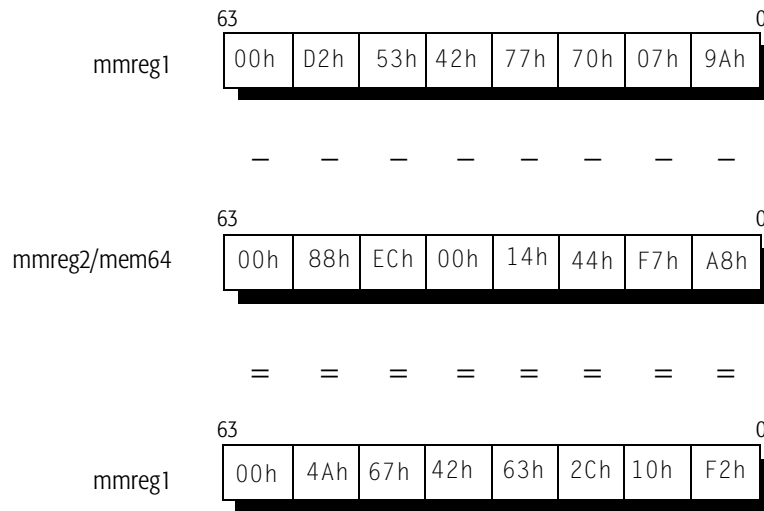 63 0
mmreg1 00h D2h 53h 42h 77h 70h 07h 9Ah
– – – – – – – –
63 0
mmreg2/mem64 00h 88h ECh 00h 14h 44h F7h A8h
= = = = = = = =
63 0
mmreg1 00h 4Ah 67h 42h 63h 2Ch 10h F2h